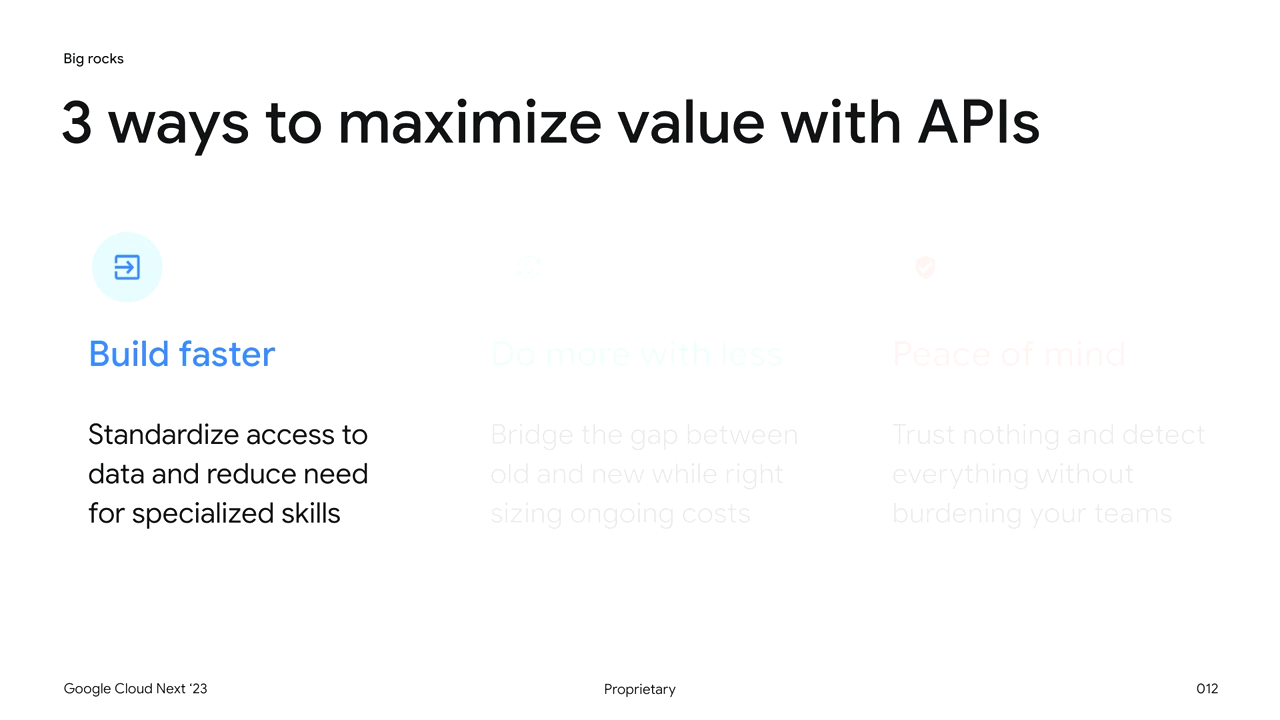 Big rocks
3 ways to maximize value with APIs
Build faster
Standardize access to
data and reduce need
for specialized skills
Do more with less
Bridge the gap between
old and new while right
sizing ongoing costs
Peace of mind
Trust nothing and detect
everything without
burdening your teams
Google Cloud Next ‘23
Proprietary
012